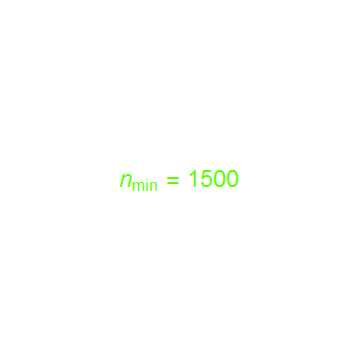 n_min = 1500